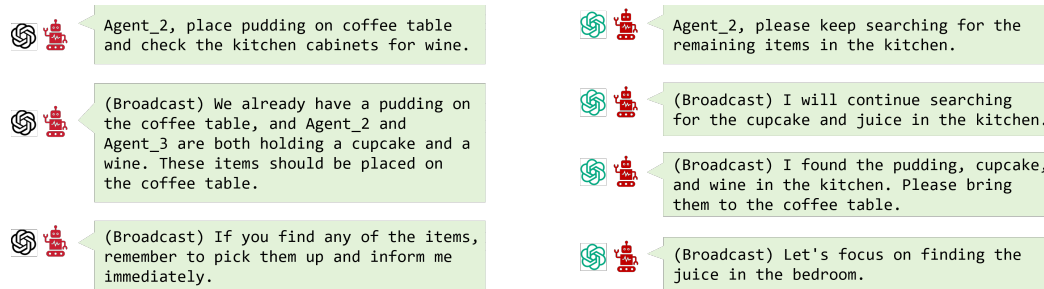 Agent_2, place pudding on coffee table
and check the kitchen cabinets for wine.
(Broadcast) We already have a pudding on
the coffee table, and Agent_2 and
Agent_3 are both holding a cupcake and a
wine. These items should be placed on
the coffee table.
(Broadcast) If you find any of the items,
remember to pick them up and inform me
immediately.
Agent_2, please keep searching for the
remaining items in the kitchen.
(Broadcast) I will continue searching
for the cupcake and juice in the kitchen.
(Broadcast) I found the pudding, cupcake,
and wine in the kitchen. Please bring
them to the coffee table.
(Broadcast) Let's focus on finding the
juice in the bedroom.